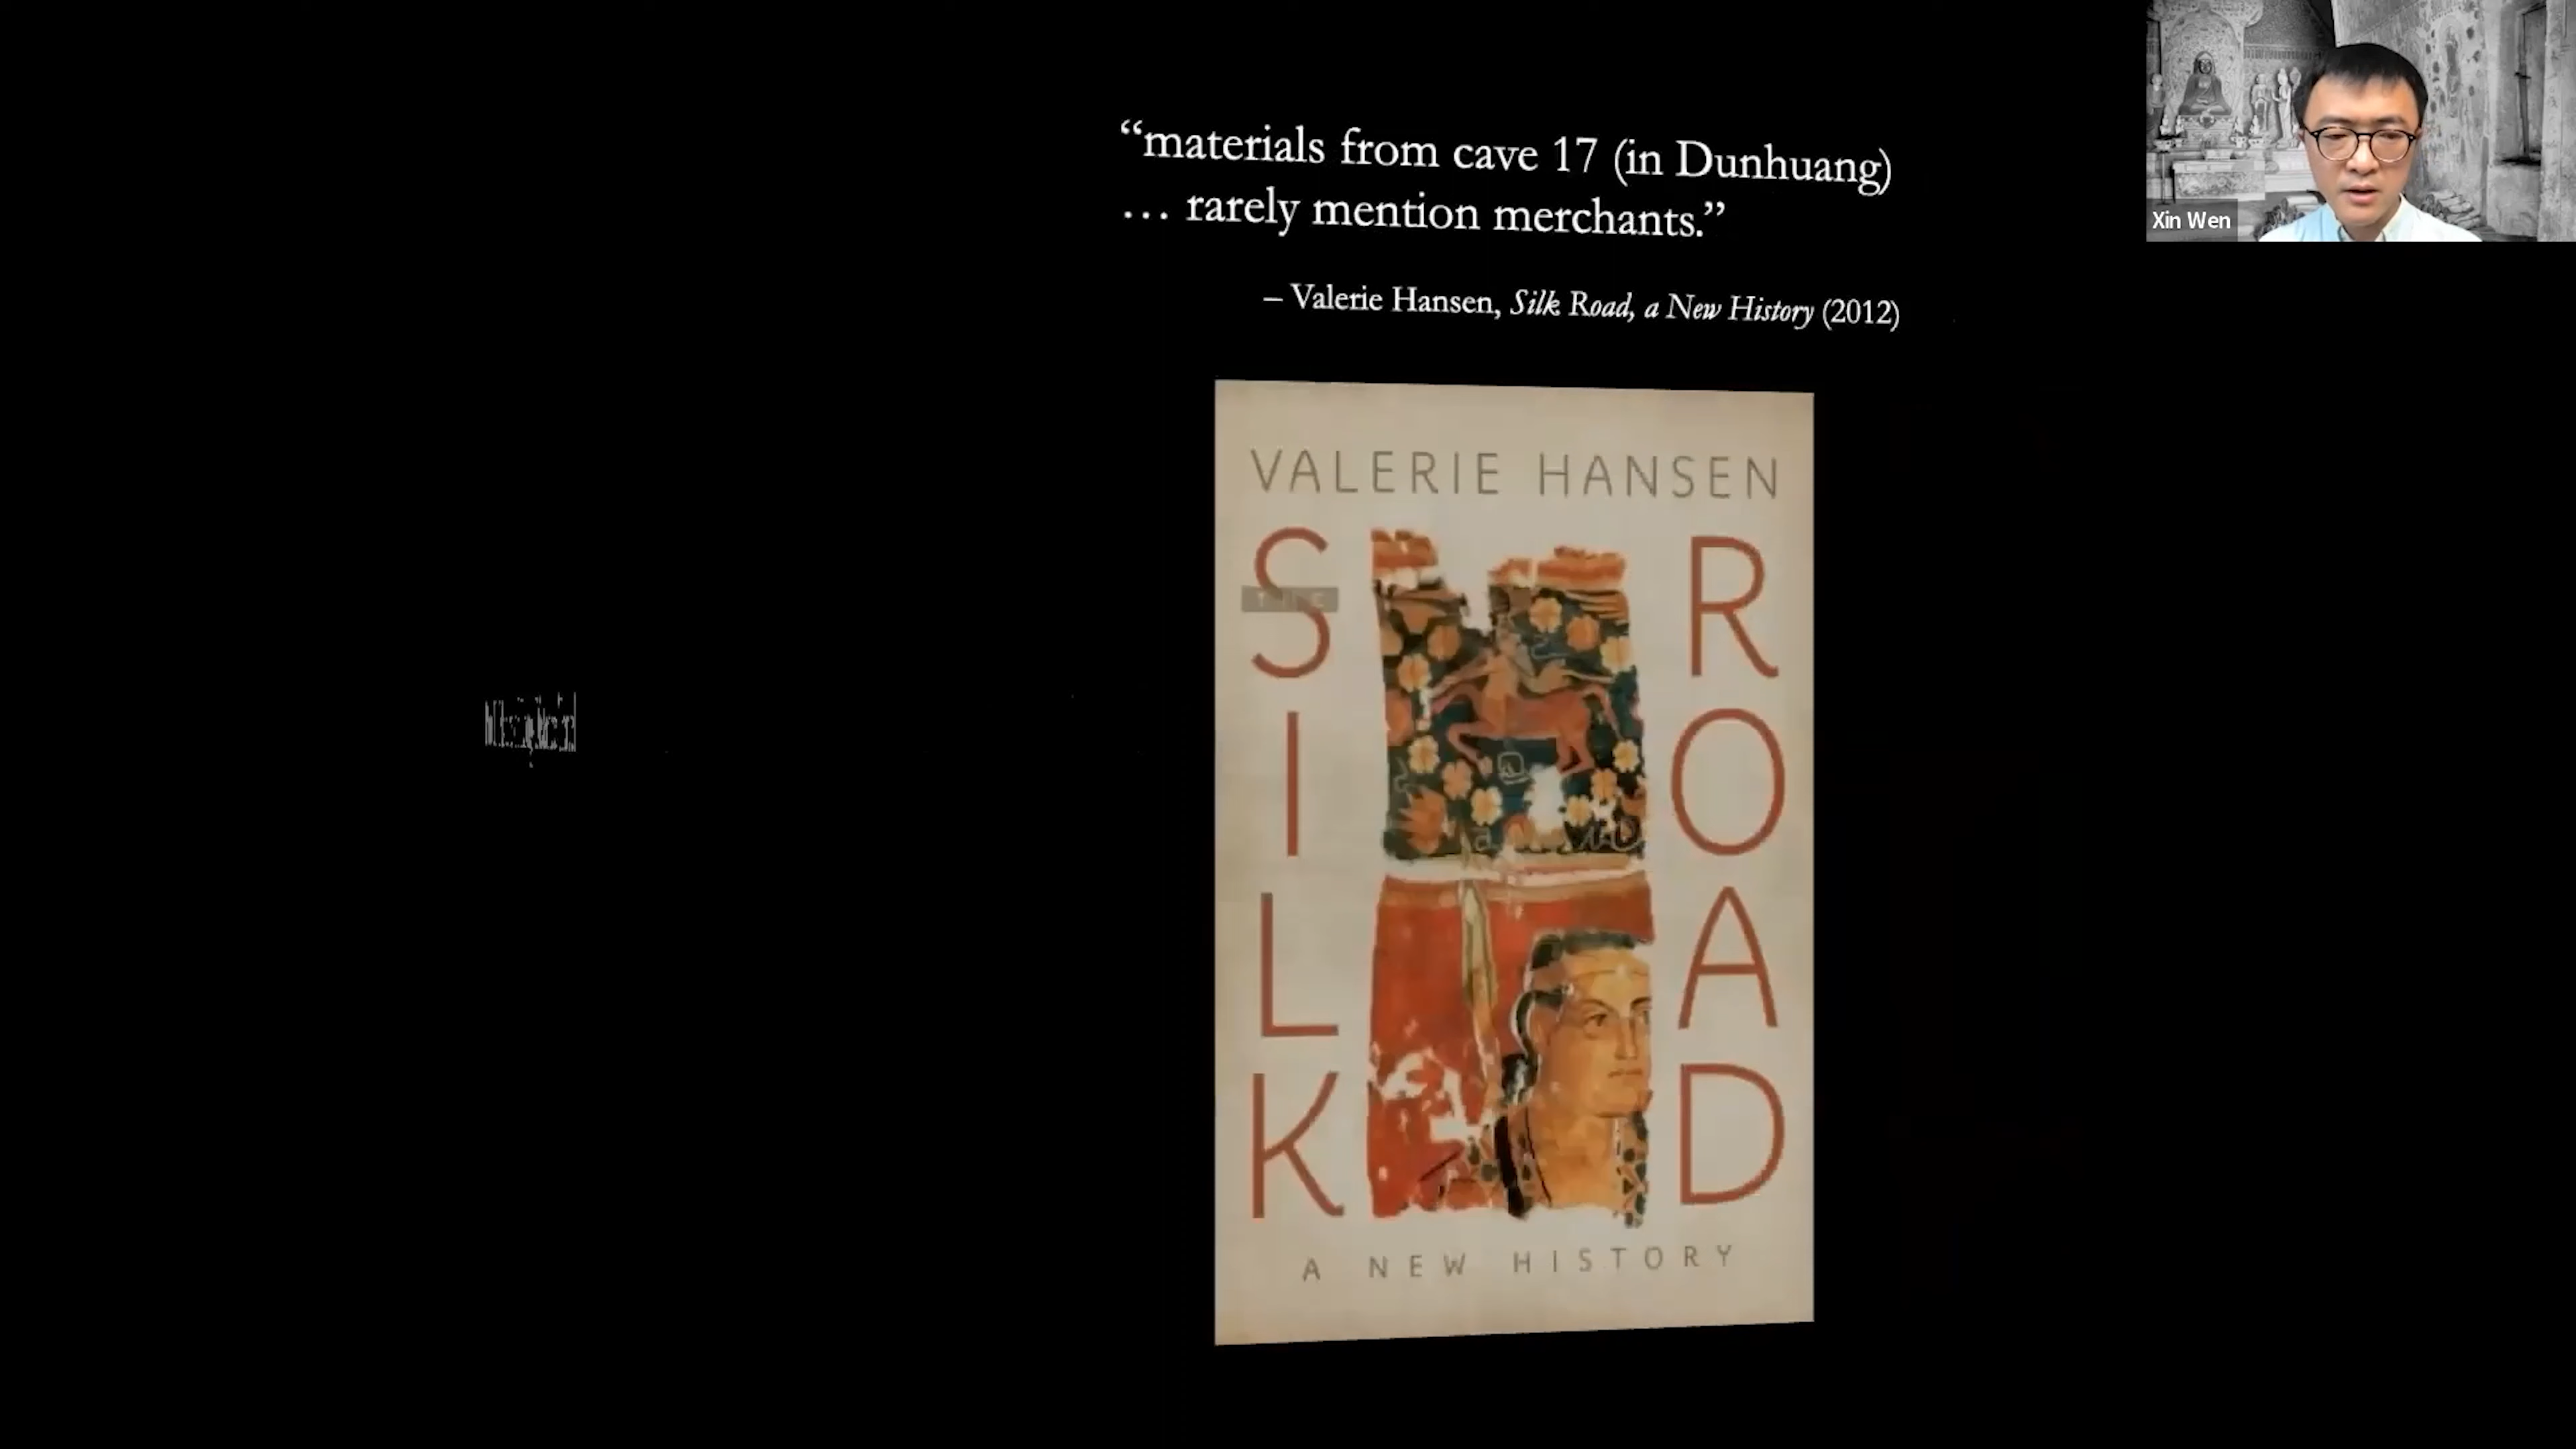 “materials from cave 17 (in Dunhuang)
… rarely mention merchants.”
– Valerie Hansen, Silk Road, a New History (2012)
VALERIE HANSEN
THE
SILK
ROAD
A NEW HISTORY
Xin Wen